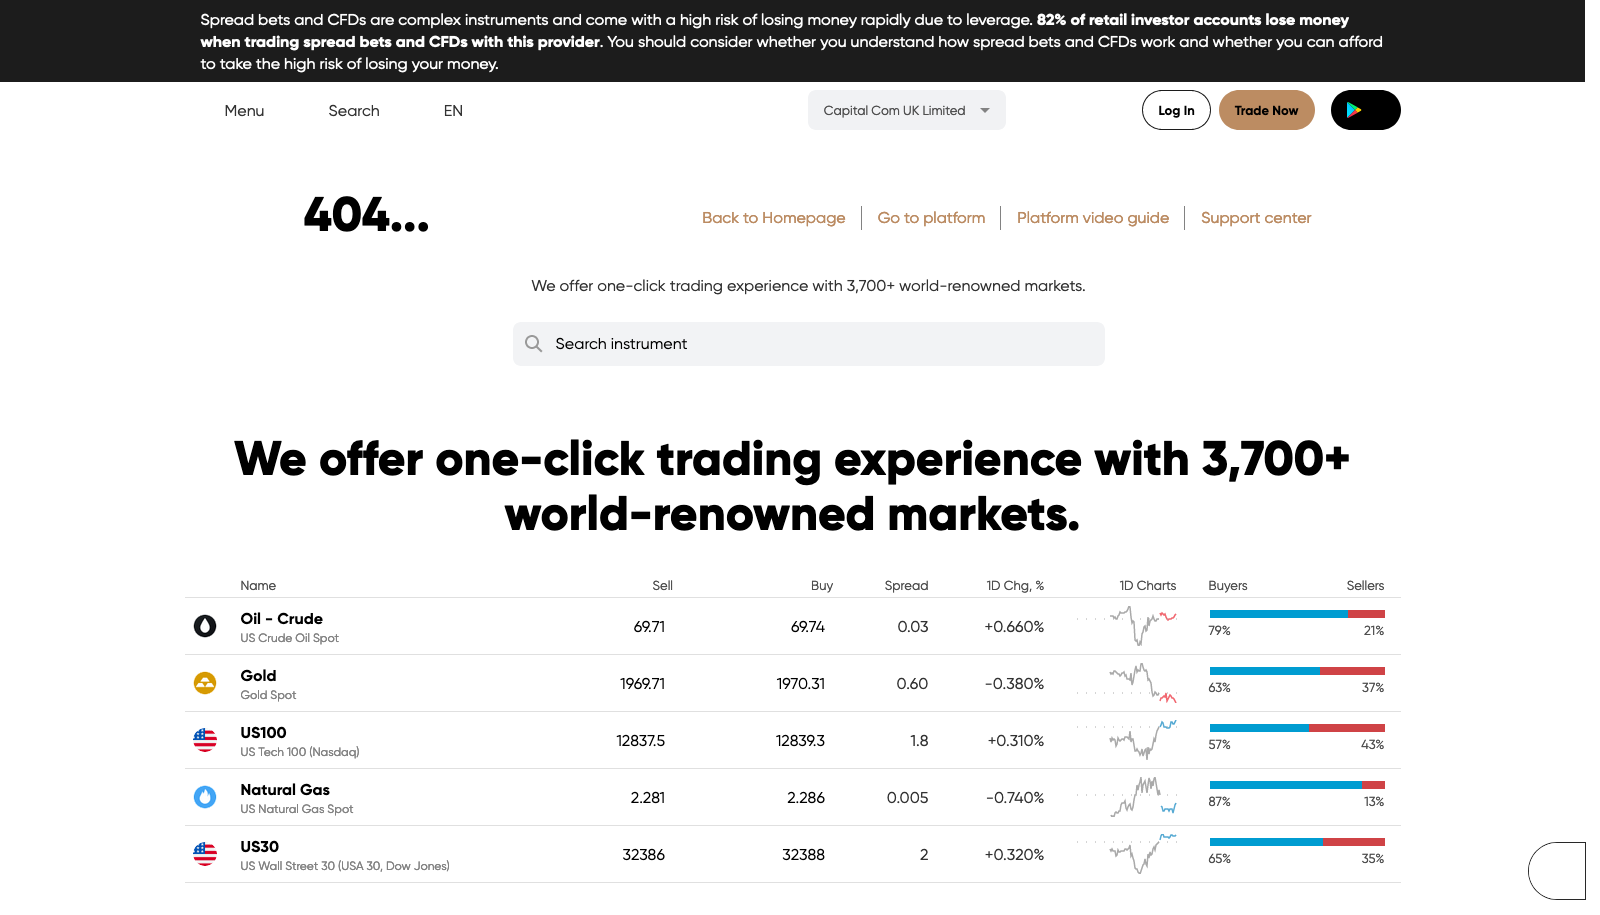 Spread bets and CFDs are complex instruments and come with a high risk of losing money rapidly due to leverage. 82% of retail investor accounts lose money
when trading spread bets and CFDs with this provider. You should consider whether you understand how spread bets and CFDs work and whether you can afford
to take the high risk of losing your money.
Menu Search EN Capital Com UK Limited Log In Trade Now
404... Back to Homepage Go to platform Platform video guide Support center
We offer one-click trading experience with 3,700+ world-renowned markets.
Search instrument
We offer one-click trading experience with 3,700+
world-renowned markets.
Name Sell Buy Spread 1D Chg, % 1D Charts Buyers Sellers
Oil - Crude 69.71 69.74 0.03 +0.660% 79% 21%
US Crude Oil Spot
Gold 1969.71 1970.31 0.60 -0.380% 63% 37%
Gold Spot
US100 12837.5 12839.3 1.8 +0.310% 57% 43%
US Tech 100 (Nasdaq)
Natural Gas 2.281 2.286 0.005 -0.740% 87% 13%
US Natural Gas Spot
US30 32386 32388 2 +0.320% 65% 35%
US Wall Street 30 (USA 30, Dow Jones)